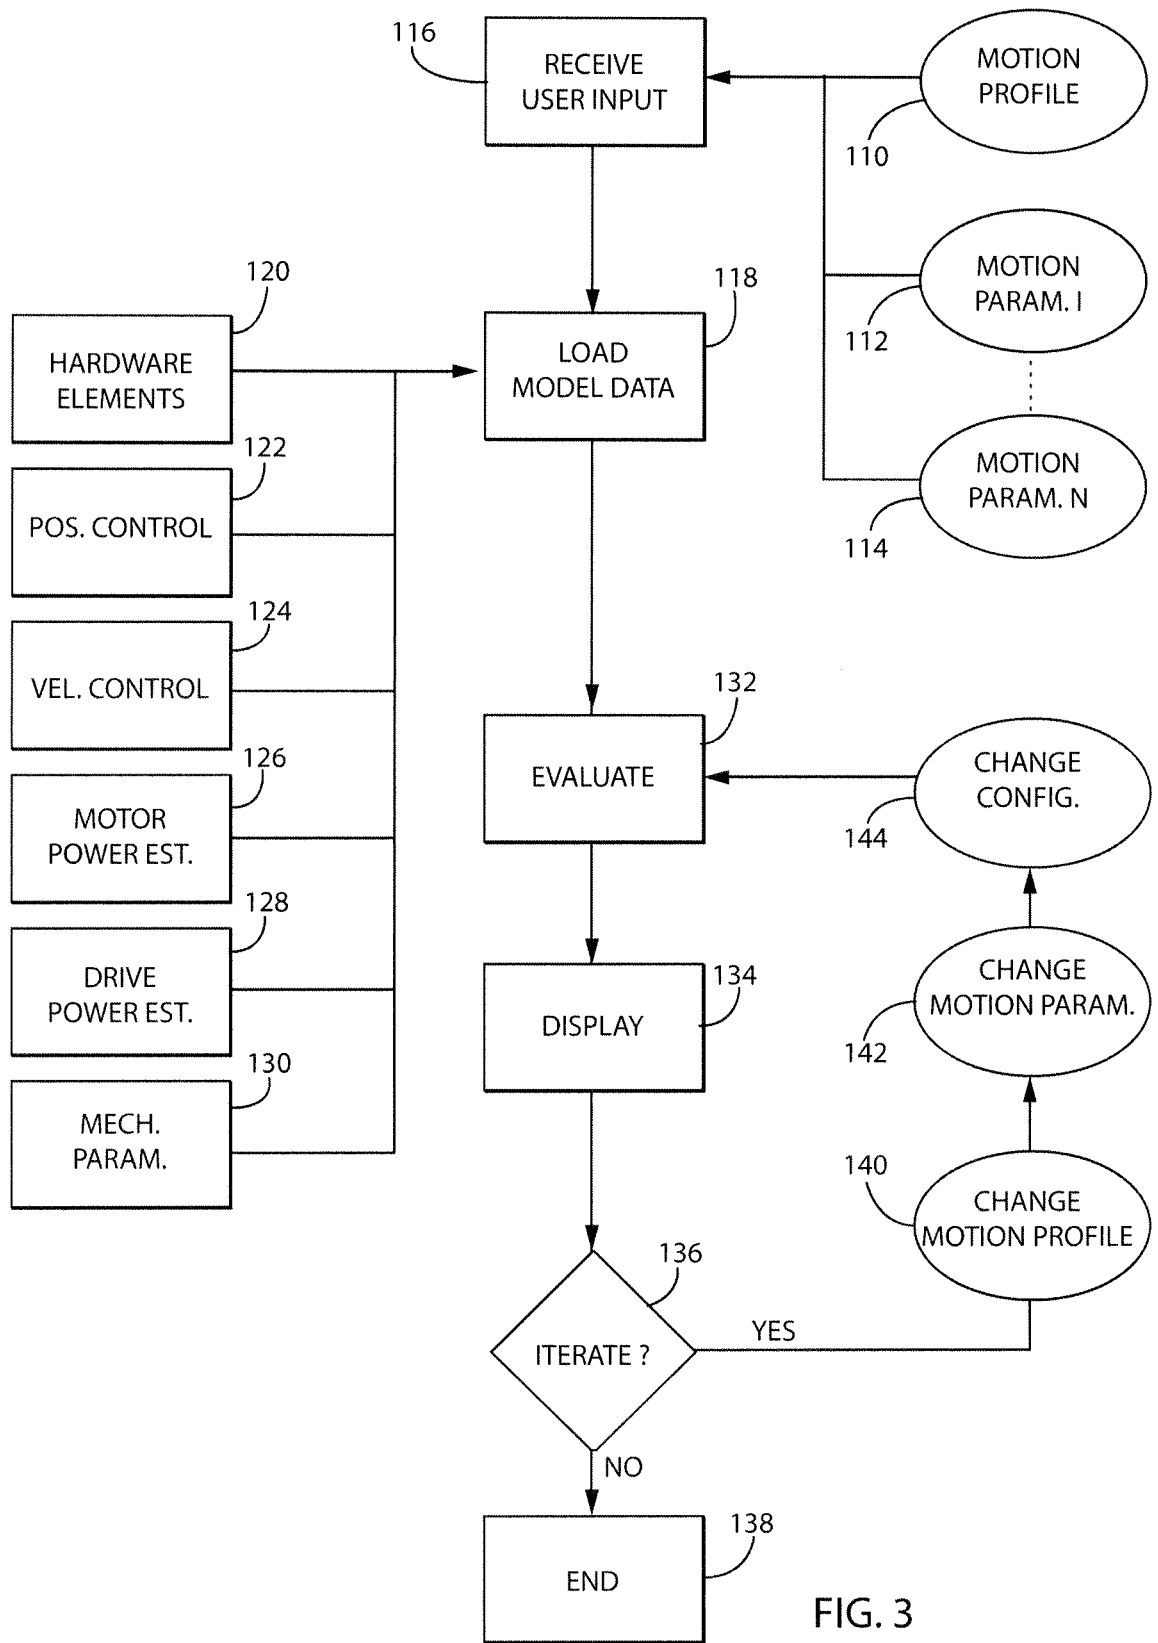 116
RECEIVE
USER INPUT
MOTION
PROFILE
110
MOTION
PARAM. I
112
MOTION
PARAM. N
114
118
LOAD
MODEL DATA
120
HARDWARE
ELEMENTS
122
POS. CONTROL
124
VEL. CONTROL
126
MOTOR
POWER EST.
128
DRIVE
POWER EST.
130
MECH.
PARAM.
132
EVALUATE
134
DISPLAY
136
ITERATE ?
YES
NO
138
END
140
CHANGE
MOTION PROFILE
142
CHANGE
MOTION PARAM.
144
CHANGE
CONFIG.
FIG. 3